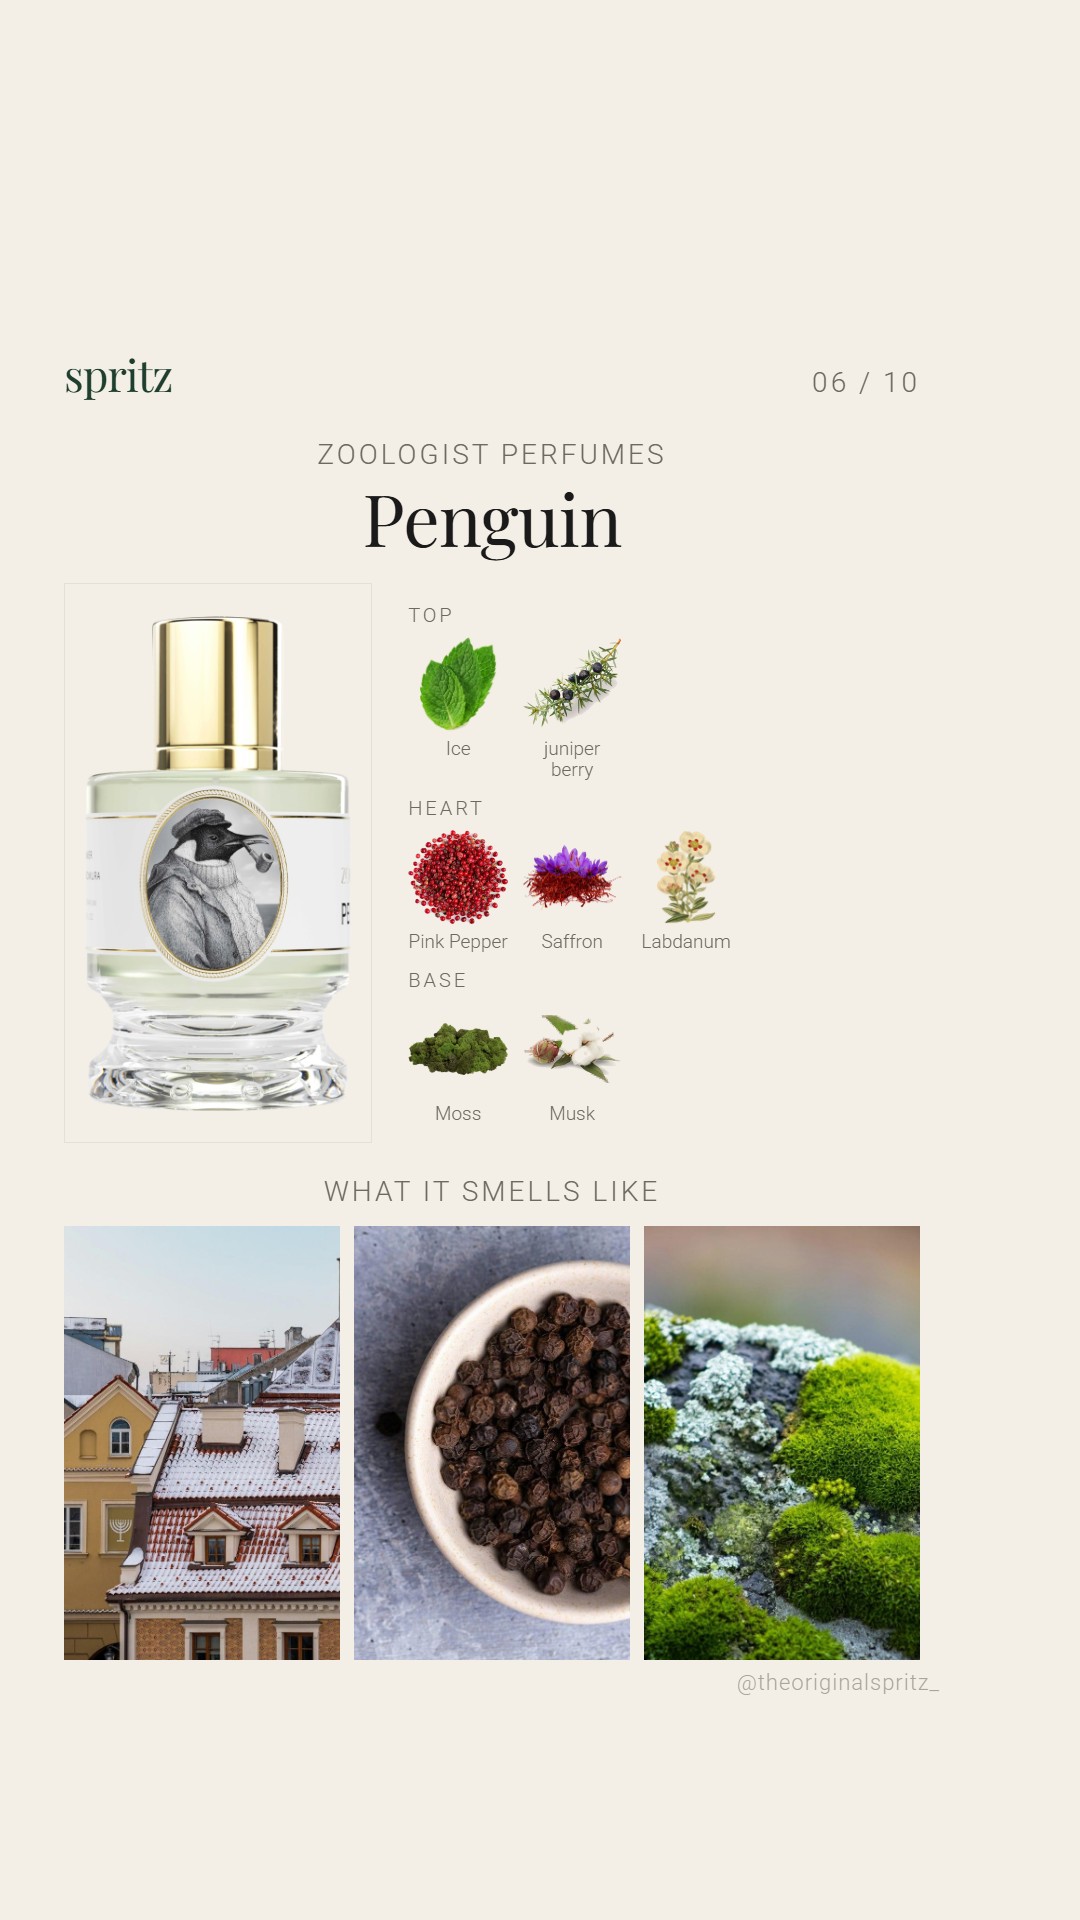 spritz
06 / 10
ZOOLOGIST PERFUMES
Penguin
TOP
Ice
juniper
berry
HEART
Pink Pepper
Saffron
Labdanum
BASE
Moss
Musk
WHAT IT SMELLS LIKE
@theoriginalspritz_